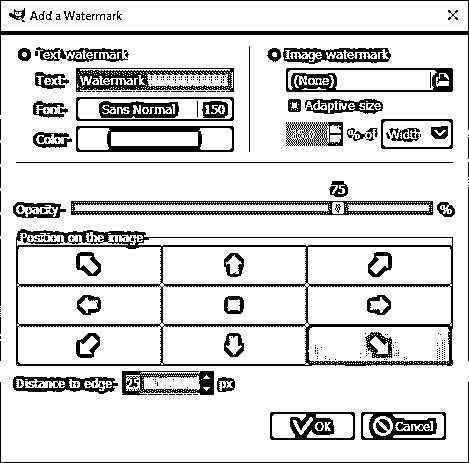 Add a Watermark
Text watermark
Image watermark
Text
Watermark
(None)
Font
Sans Normal
150
Adaptive size
Color
% of
Width
75
Opacity
%
Position on the image
Distance to edge
25
px
OK
Cancel